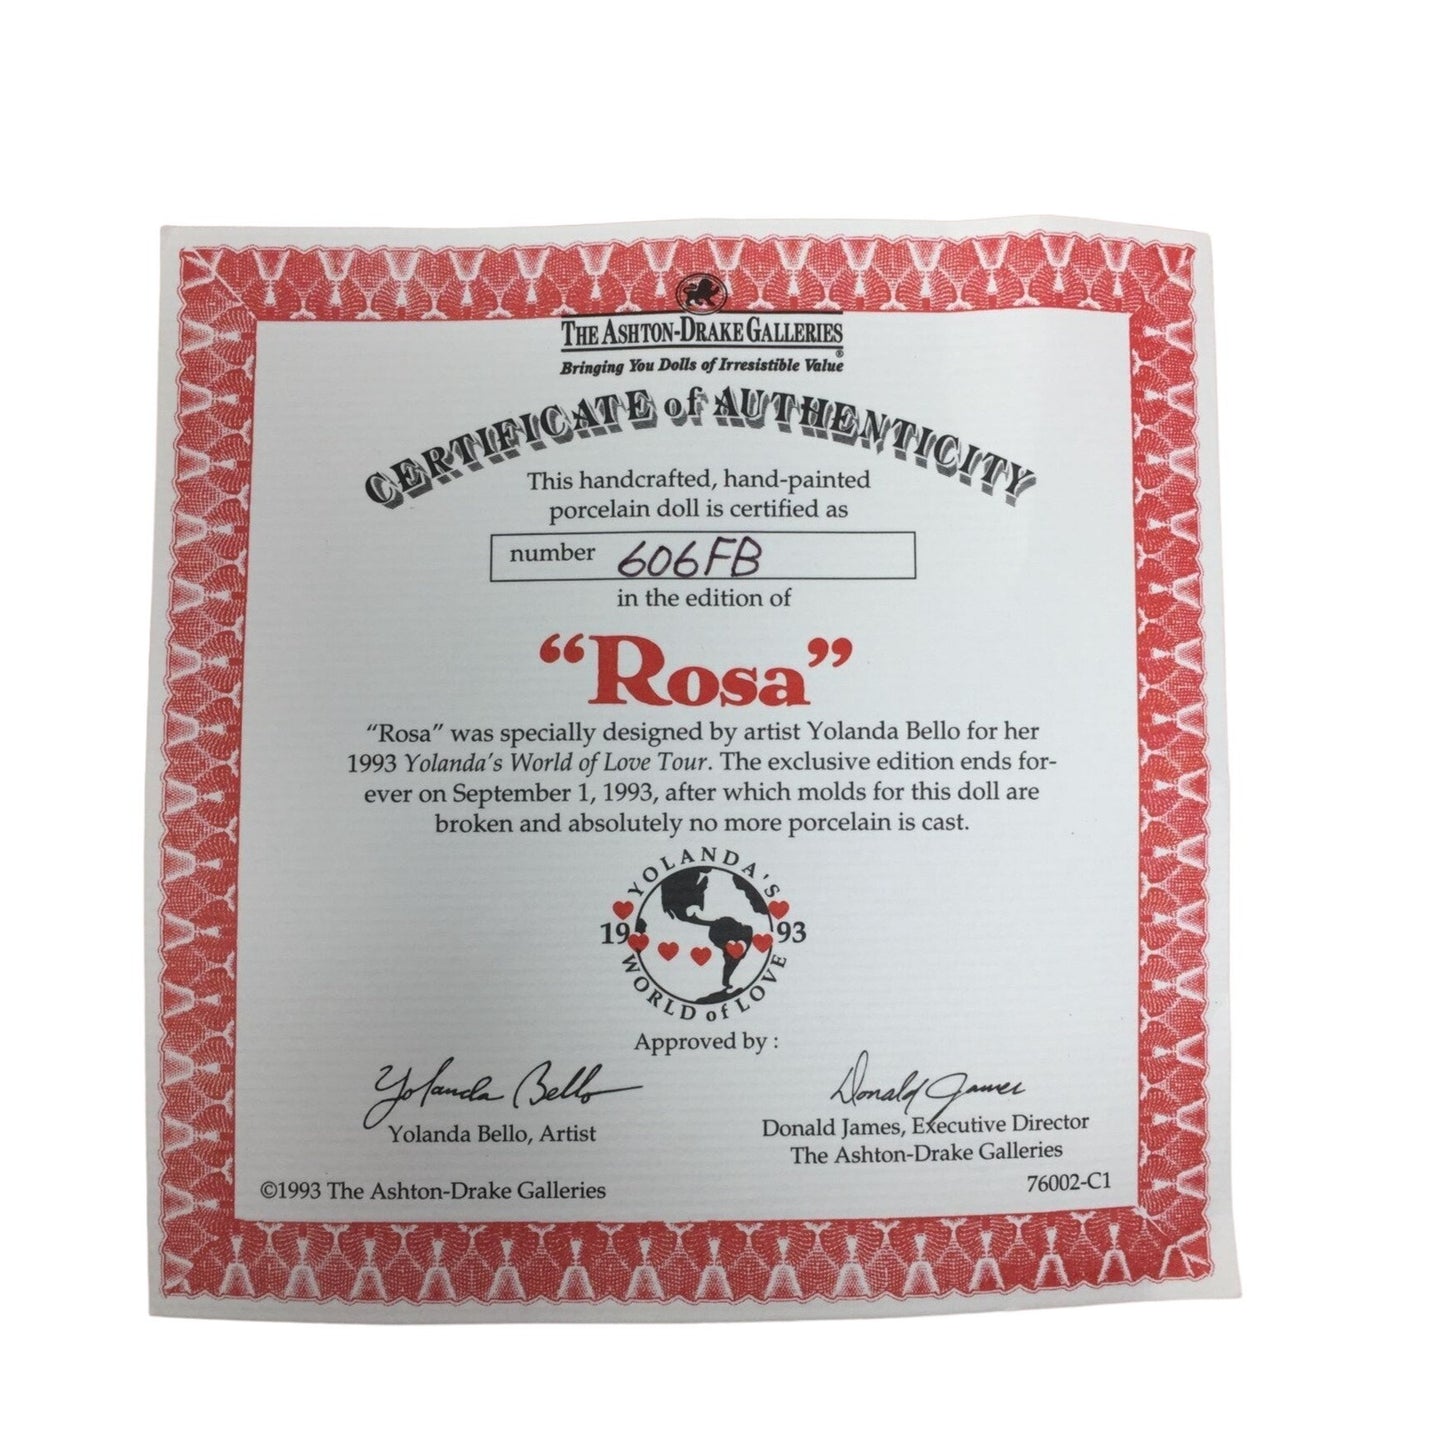 THE ASHTON-DRAKE GALLERIES
®
Bringing You Dolls of Irresistible Value
CERTIFICATE of AUTHENTICITY
This handcrafted, hand-painted
porcelain doll is certified as
number 606FB
in the edition of
“Rosa”
“Rosa” was specially designed by artist Yolanda Bello for her
1993 Yolanda’s World of Love Tour. The exclusive edition ends for-
ever on September 1, 1993, after which molds for this doll are
broken and absolutely no more porcelain is cast.
YOLANDA'S
1993
WORLD of LOVE
Approved by :
Yolanda Bello
Yolanda Bello, Artist
Donald James
Donald James, Executive Director
The Ashton-Drake Galleries
©1993 The Ashton-Drake Galleries
76002-C1